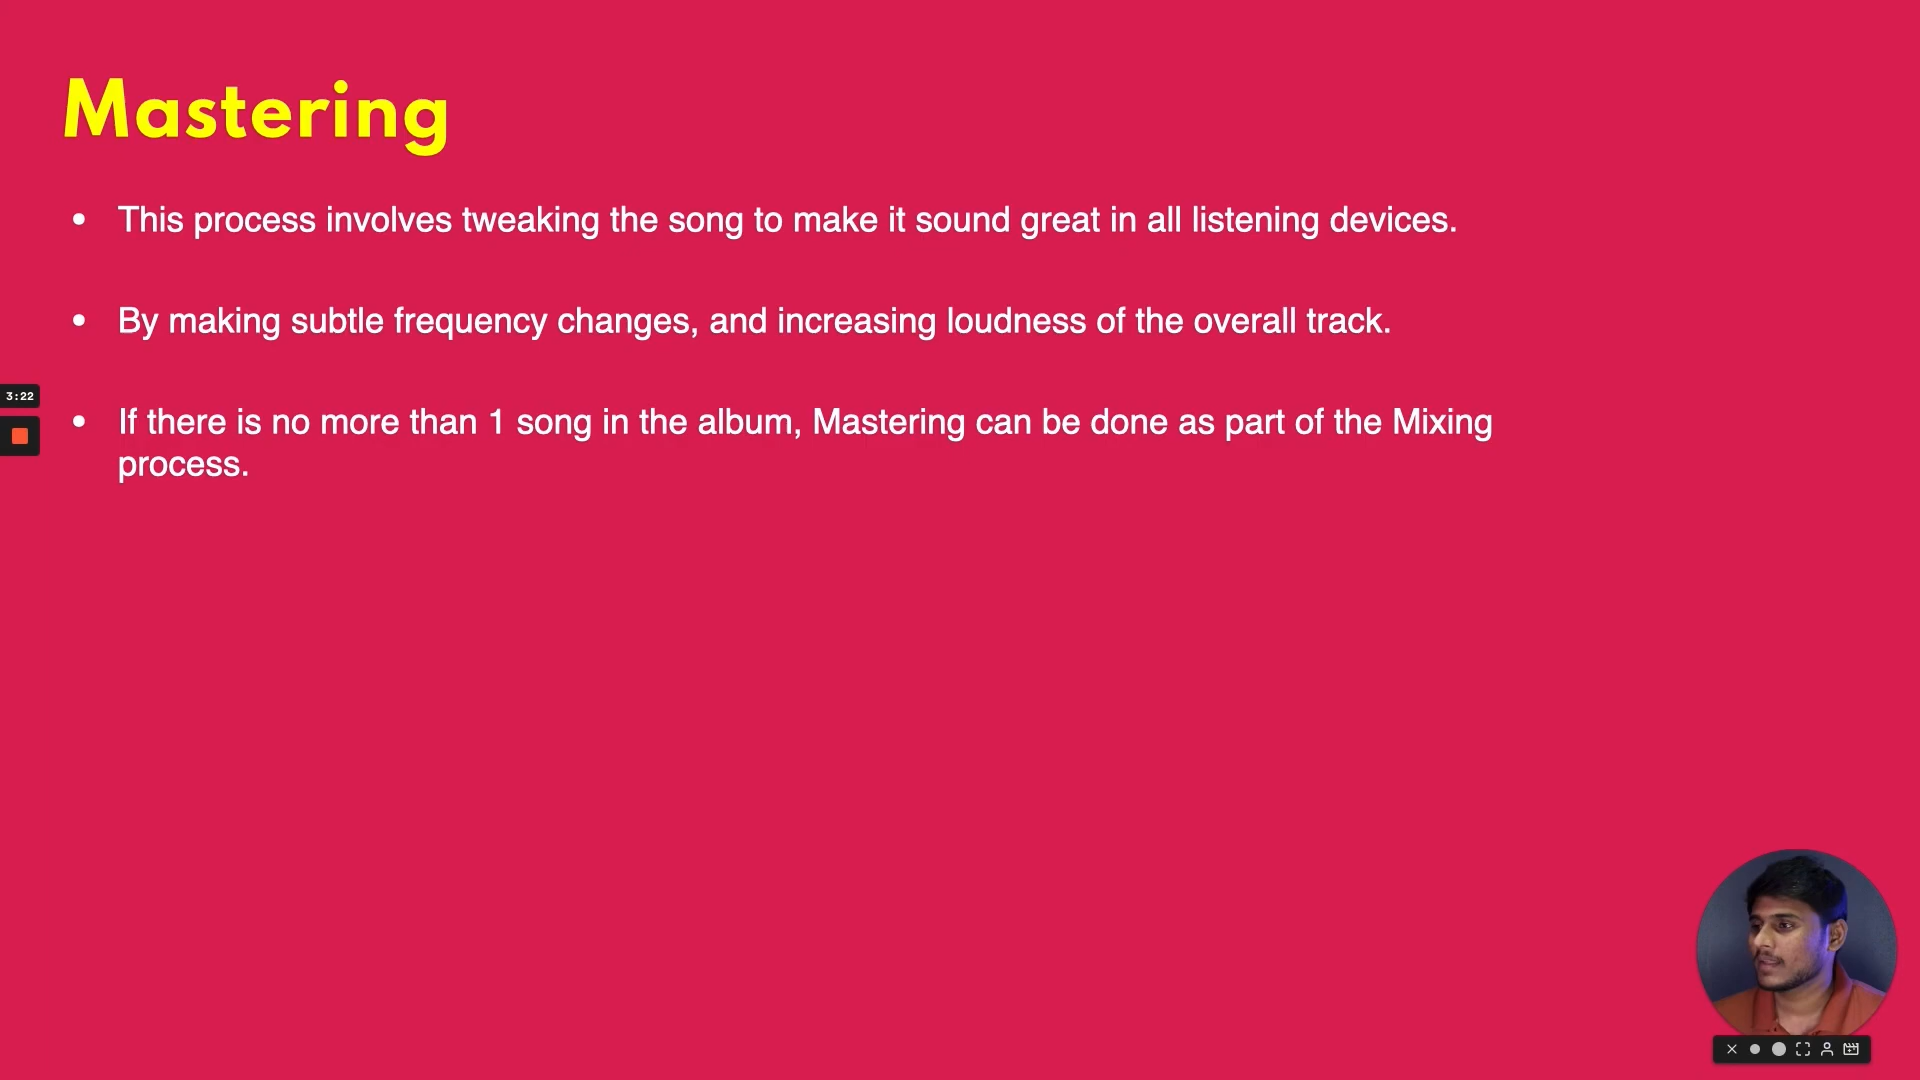 Mastering
• This process involves tweaking the song to make it sound great in all listening devices.
• By making subtle frequency changes, and increasing loudness of the overall track.
3:22
• If there is no more than 1 song in the album, Mastering can be done as part of the Mixing
process.